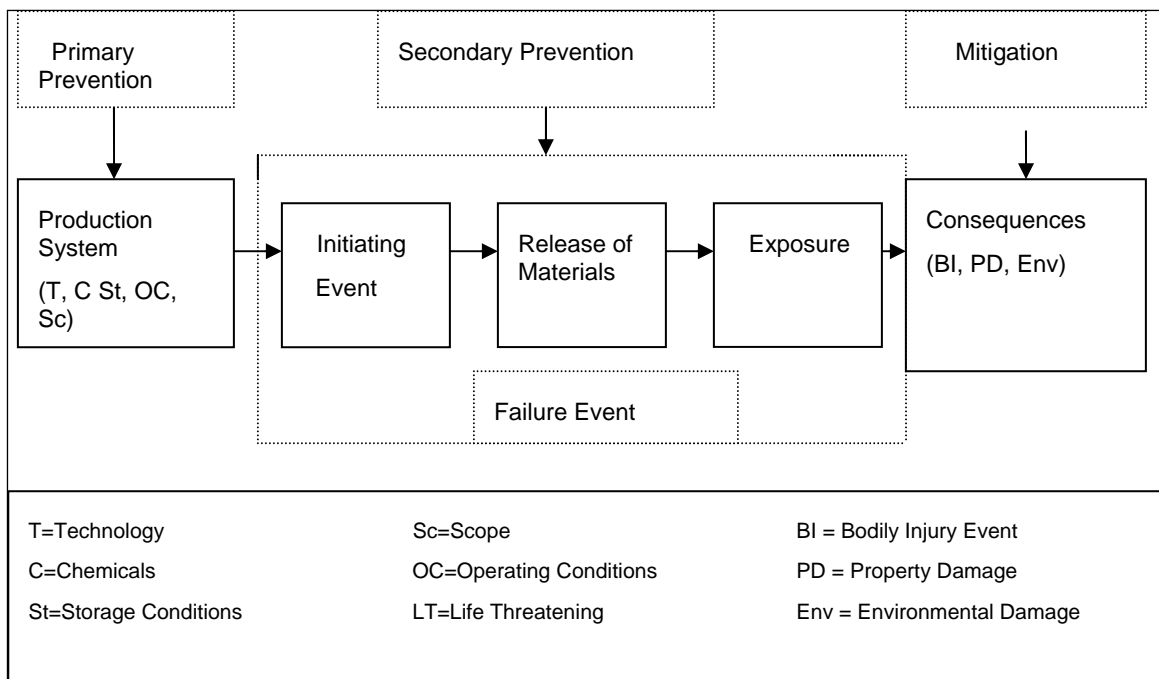 Primary
Prevention
Secondary Prevention
Mitigation
Production
System
(T, C St, OC,
Sc)
Initiating
Event
Release of
Materials
Exposure
Consequences
(BI, PD, Env)
Failure Event
T=Technology
Sc=Scope
BI = Bodily Injury Event
C=Chemicals
OC=Operating Conditions
PD = Property Damage
St=Storage Conditions
LT=Life Threatening
Env = Environmental Damage